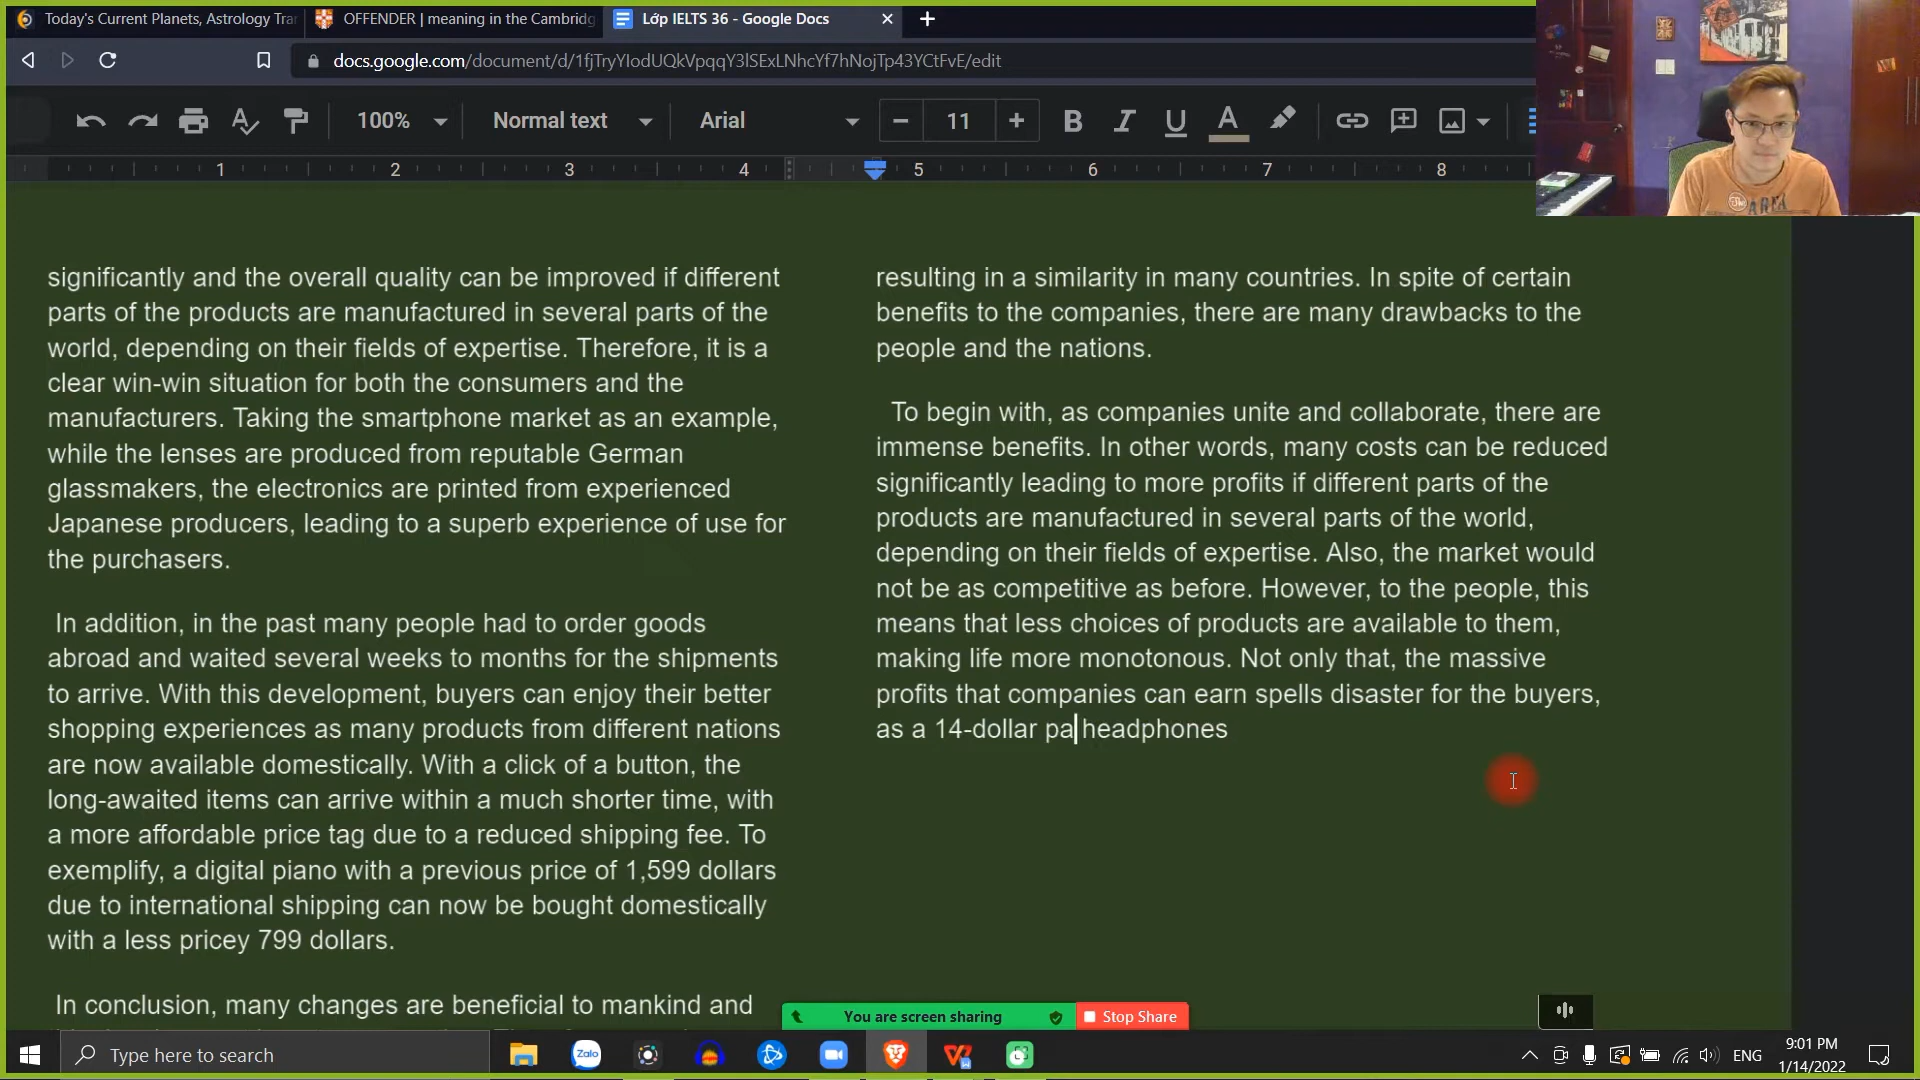 Today's Current Planets, Astrology Tra
OFFENDER | meaning in the Cambridg
Lớp IELTS 36 - Google Docs
docs.google.com/document/d/1fjTryYIodUQkVpqqY3lSExLNhcYf7hNojTp43YCtFvE/edit
100%
Normal text
Arial
11
1 2 3 4 5 6 7 8
significantly and the overall quality can be improved if different
parts of the products are manufactured in several parts of the
world, depending on their fields of expertise. Therefore, it is a
clear win-win situation for both the consumers and the
manufacturers. Taking the smartphone market as an example,
while the lenses are produced from reputable German
glassmakers, the electronics are printed from experienced
Japanese producers, leading to a superb experience of use for
the purchasers.
In addition, in the past many people had to order goods
abroad and waited several weeks to months for the shipments
to arrive. With this development, buyers can enjoy their better
shopping experiences as many products from different nations
are now available domestically. With a click of a button, the
long-awaited items can arrive within a much shorter time, with
a more affordable price tag due to a reduced shipping fee. To
exemplify, a digital piano with a previous price of 1,599 dollars
due to international shipping can now be bought domestically
with a less pricey 799 dollars.
In conclusion, many changes are beneficial to mankind and
resulting in a similarity in many countries. In spite of certain
benefits to the companies, there are many drawbacks to the
people and the nations.
To begin with, as companies unite and collaborate, there are
immense benefits. In other words, many costs can be reduced
significantly leading to more profits if different parts of the
products are manufactured in several parts of the world,
depending on their fields of expertise. Also, the market would
not be as competitive as before. However, to the people, this
means that less choices of products are available to them,
making life more monotonous. Not only that, the massive
profits that companies can earn spells disaster for the buyers,
as a 14-dollar pa headphones
You are screen sharing
Stop Share
Type here to search
Zalo
ENG
9:01 PM
1/14/2022